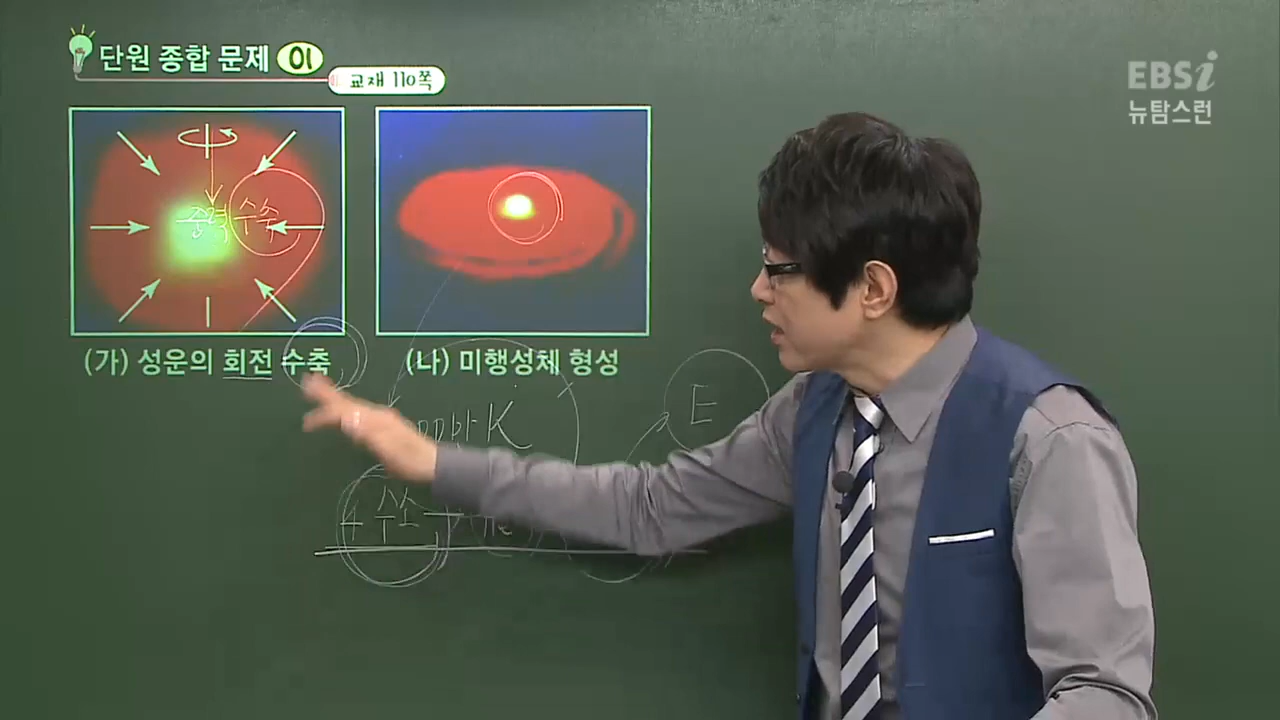 단원 종합 문제 01
교재 110쪽
EBSi
뉴탐스런
중력 수축
(가) 성운의 회전 수축
(나) 미행성체 형성
만 K
E
4 수소